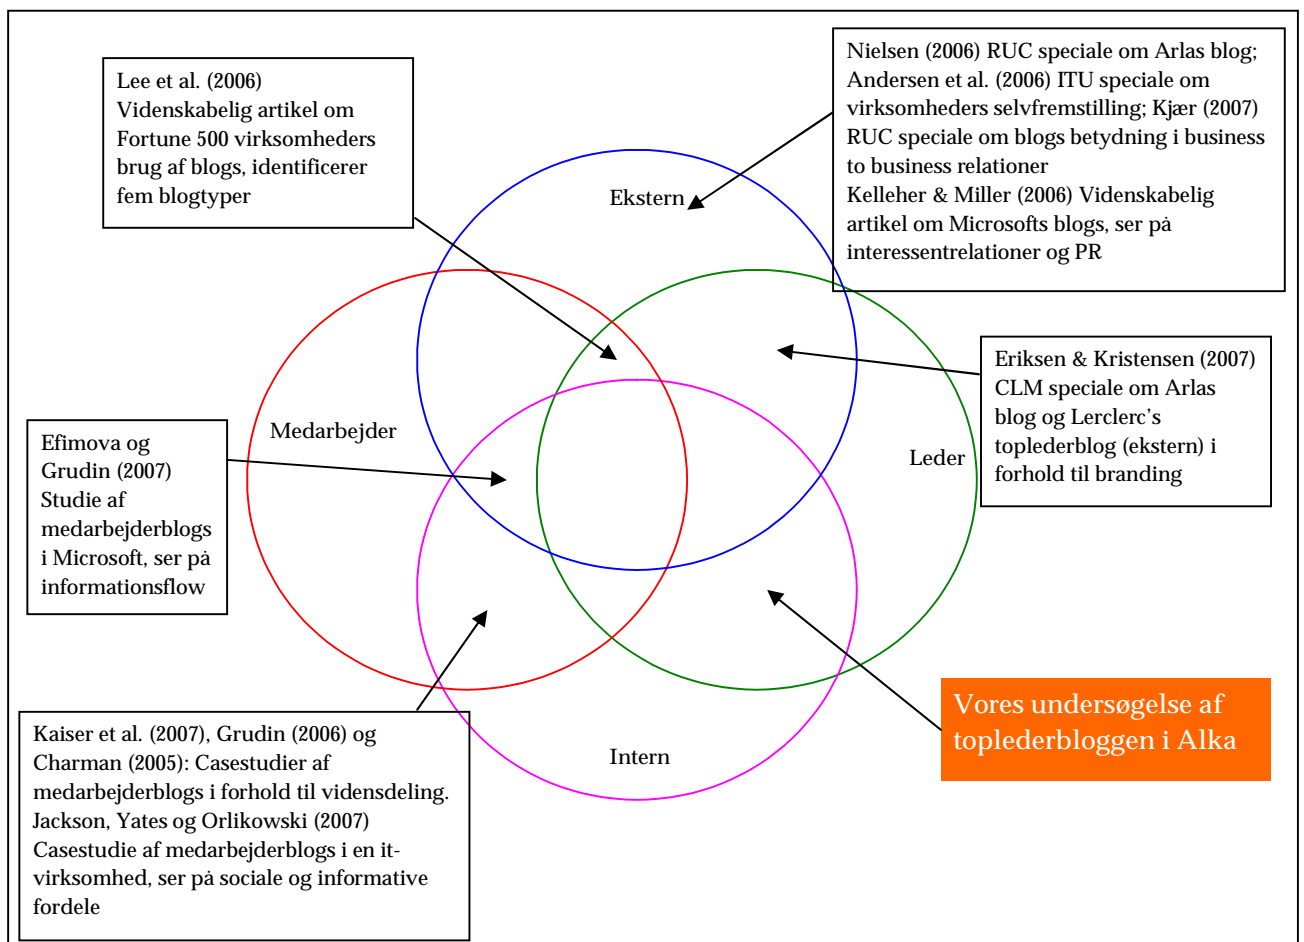 Lee et al. (2006)
Videnskabelig artikel om
Fortune 500 virksomheders
brug af blogs, identificerer
fem blogtyper
Nielsen (2006) RUC speciale om Arlas blog;
Andersen et al. (2006) ITU speciale om
virksomheders selvfremstilling; Kjær (2007)
RUC speciale om blogs betydning i business
to business relationer
Kelleher & Miller (2006) Videnskabelig
artikel om Microsofts blogs, ser på
interessentrelationer og PR
Ekstern
Medarbejder
Leder
Intern
Eriksen & Kristensen (2007)
CLM speciale om Arlas
blog og Lerclerc's
toplederblog (ekstern) i
forhold til branding
Efimova og
Grudin (2007)
Studie af
medarbejderblogs
i Microsoft, ser på
informationsflow
Kaiser et al. (2007), Grudin (2006) og
Charman (2005): Casestudier af
medarbejderblogs i forhold til vidensdeling.
Jackson, Yates og Orlikowski (2007)
Casestudie af medarbejderblogs i en it-
virksomhed, ser på sociale og informative
fordele
Vores undersøgelse af
toplederbloggen i Alka